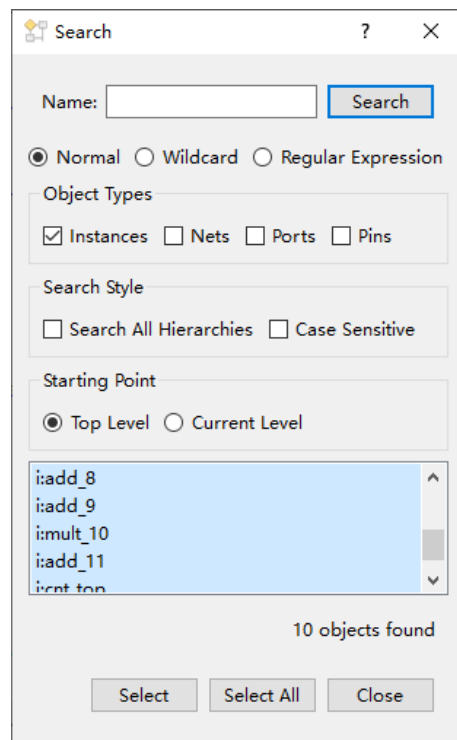 Search ?
Name: Search
Normal Wildcard Regular Expression
Object Types
Instances Nets Ports Pins
Search Style
Search All Hierarchies Case Sensitive
Starting Point
Top Level Current Level
i:add_8
i:add_9
i:mult_10
i:add_11
i:cnt_top
10 objects found
Select Select All Close